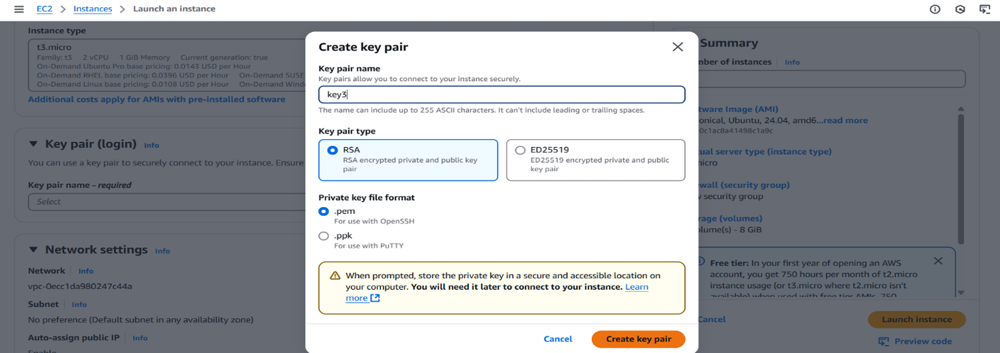 EC2 > Instances > Launch an instance
Instance type
t3.micro
Family: t3 2 vCPU 1 GiB Memory Current generation: true
On-Demand Ubuntu Pro base pricing: 0.0143 USD per Hour
On-Demand RHEL base pricing: 0.0396 USD per Hour On-Demand SUSE
On-Demand Linux base pricing: 0.0108 USD per Hour On-Demand
Additional costs apply for AMIs with pre-installed software
Key pair (login) Info
You can use a key pair to securely connect to your instance. Ensure
Key pair name - required
Select
Network settings Info
Network Info
vpc-0ecc1da980247c44a
Subnet Info
No preference (Default subnet in any availability zone)
Auto-assign public IP Info
Create key pair
Key pair name
Key pairs allow you to connect to your instance securely.
key3
The name can include up to 255 ASCII characters. It can't include leading or trailing spaces.
Key pair type
RSA
RSA encrypted private and public key
pair
ED25519
ED25519 encrypted private and public
key pair
Private key file format
.pem
For use with OpenSSH
.ppk
For use with PuTTY
When prompted, store the private key in a secure and accessible location on
your computer. You will need it later to connect to your instance. Learn
more
Cancel
Create key pair
Summary
of instances Info
Image (AMI)
Ubuntu, 24.04, amd6...read more
0c1ac8a41498c1a9c
server type (instance type)
(security group)
security group
(volumes)
- 8 GiB
Free tier: In your first year of opening an AWS
account, you get 750 hours per month of t2.micro
instance usage (or t3.micro where t2.micro isn't
available) when used with free tier AMIs, 750
Cancel
Launch instance
Preview code